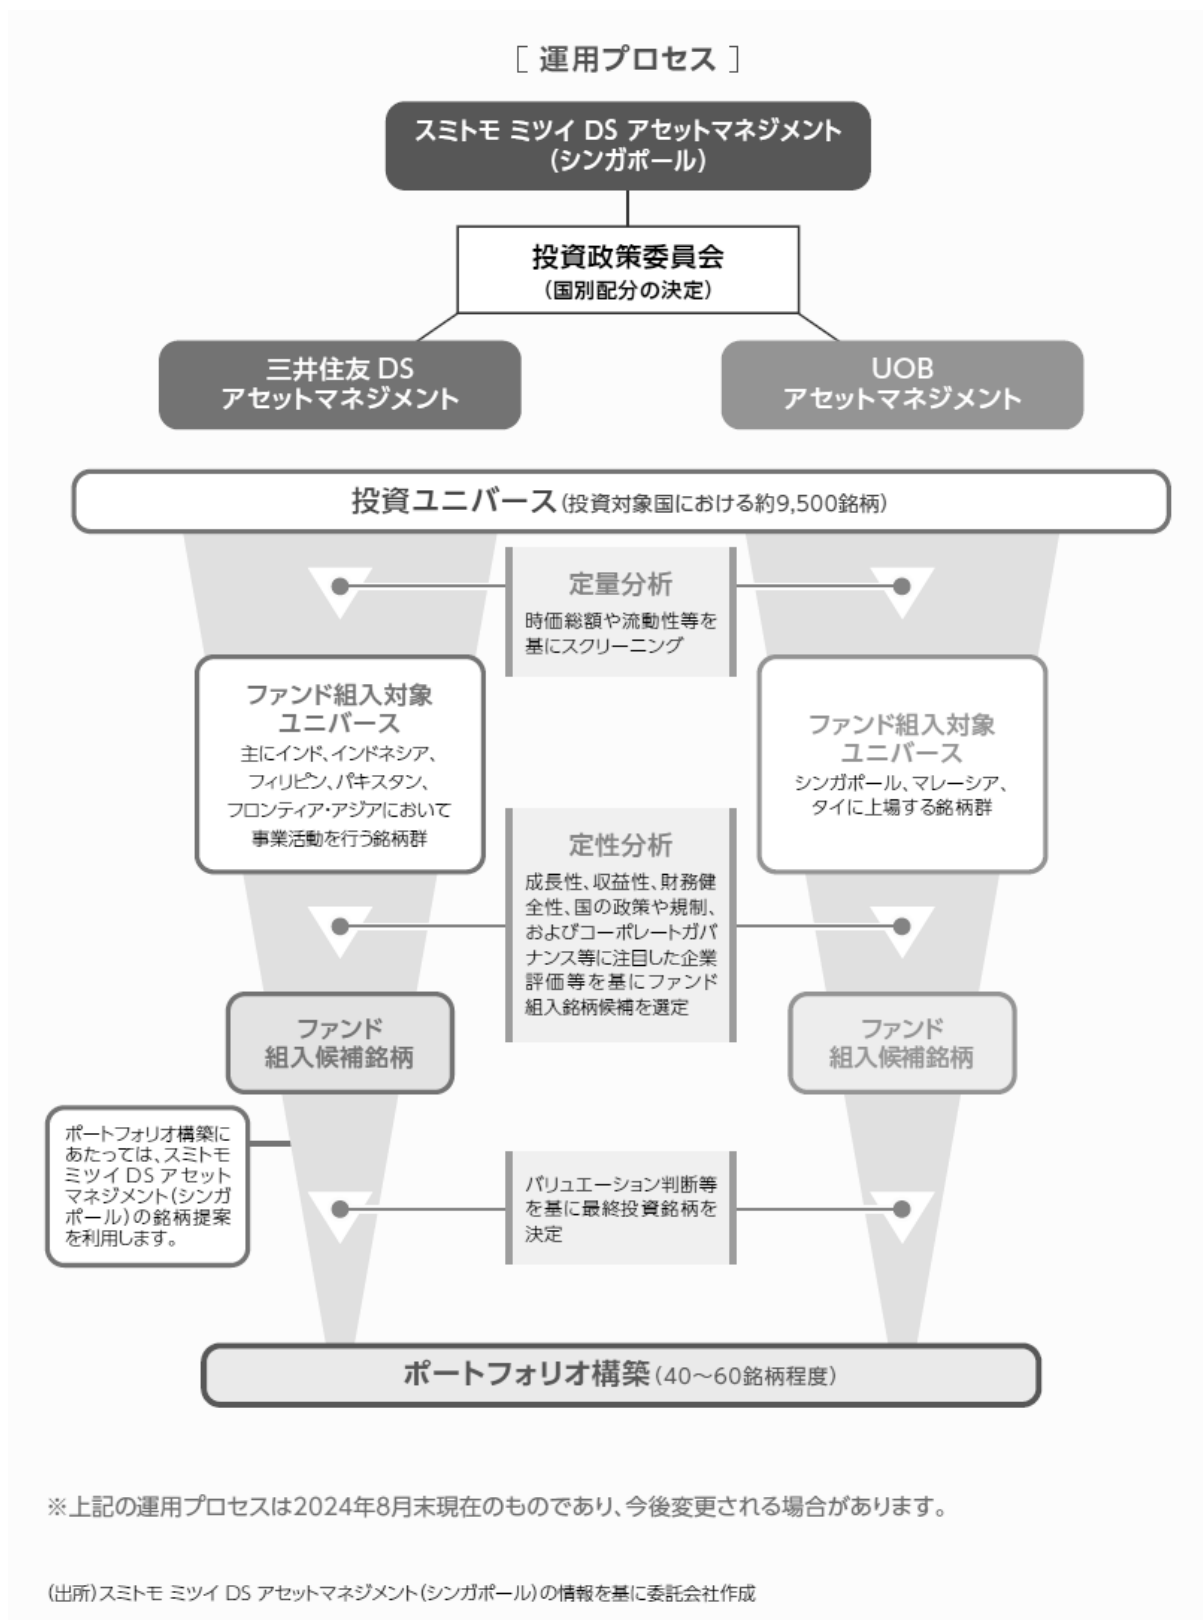 [ 運用プロセス ]
スミトモ ミツイ DS アセットマネジメント
(シンガポール)
投資政策委員会
(国別配分の決定)
三井住友 DS
アセットマネジメント
UOB
アセットマネジメント
投資ユニバース(投資対象国における約9,500銘柄)
定量分析
時価総額や流動性等を
基にスクリーニング
ファンド組入対象
ユニバース
主にインド、インドネシア、
フィリピン、パキスタン、
フロンティア・アジアにおいて
事業活動を行う銘柄群
ファンド組入対象
ユニバース
シンガポール、マレーシア、
タイに上場する銘柄群
定性分析
成長性、収益性、財務健
全性、国の政策や規制、
およびコーポレートガバ
ナンス等に注目した企業
評価等を基にファンド
組入銘柄候補を選定
ファンド
組入候補銘柄
ファンド
組入候補銘柄
ポートフォリオ構築に
あたっては、スミトモ
ミツイ DS アセット
マネジメント(シンガ
ポール)の銘柄提案
を利用します。
バリュエーション判断等
を基に最終投資銘柄を
決定
ポートフォリオ構築(40～60銘柄程度)
※上記の運用プロセスは2024年8月末現在のものであり、今後変更される場合があります。
(出所)スミトモ ミツイ DS アセットマネジメント(シンガポール)の情報を基に委託会社作成